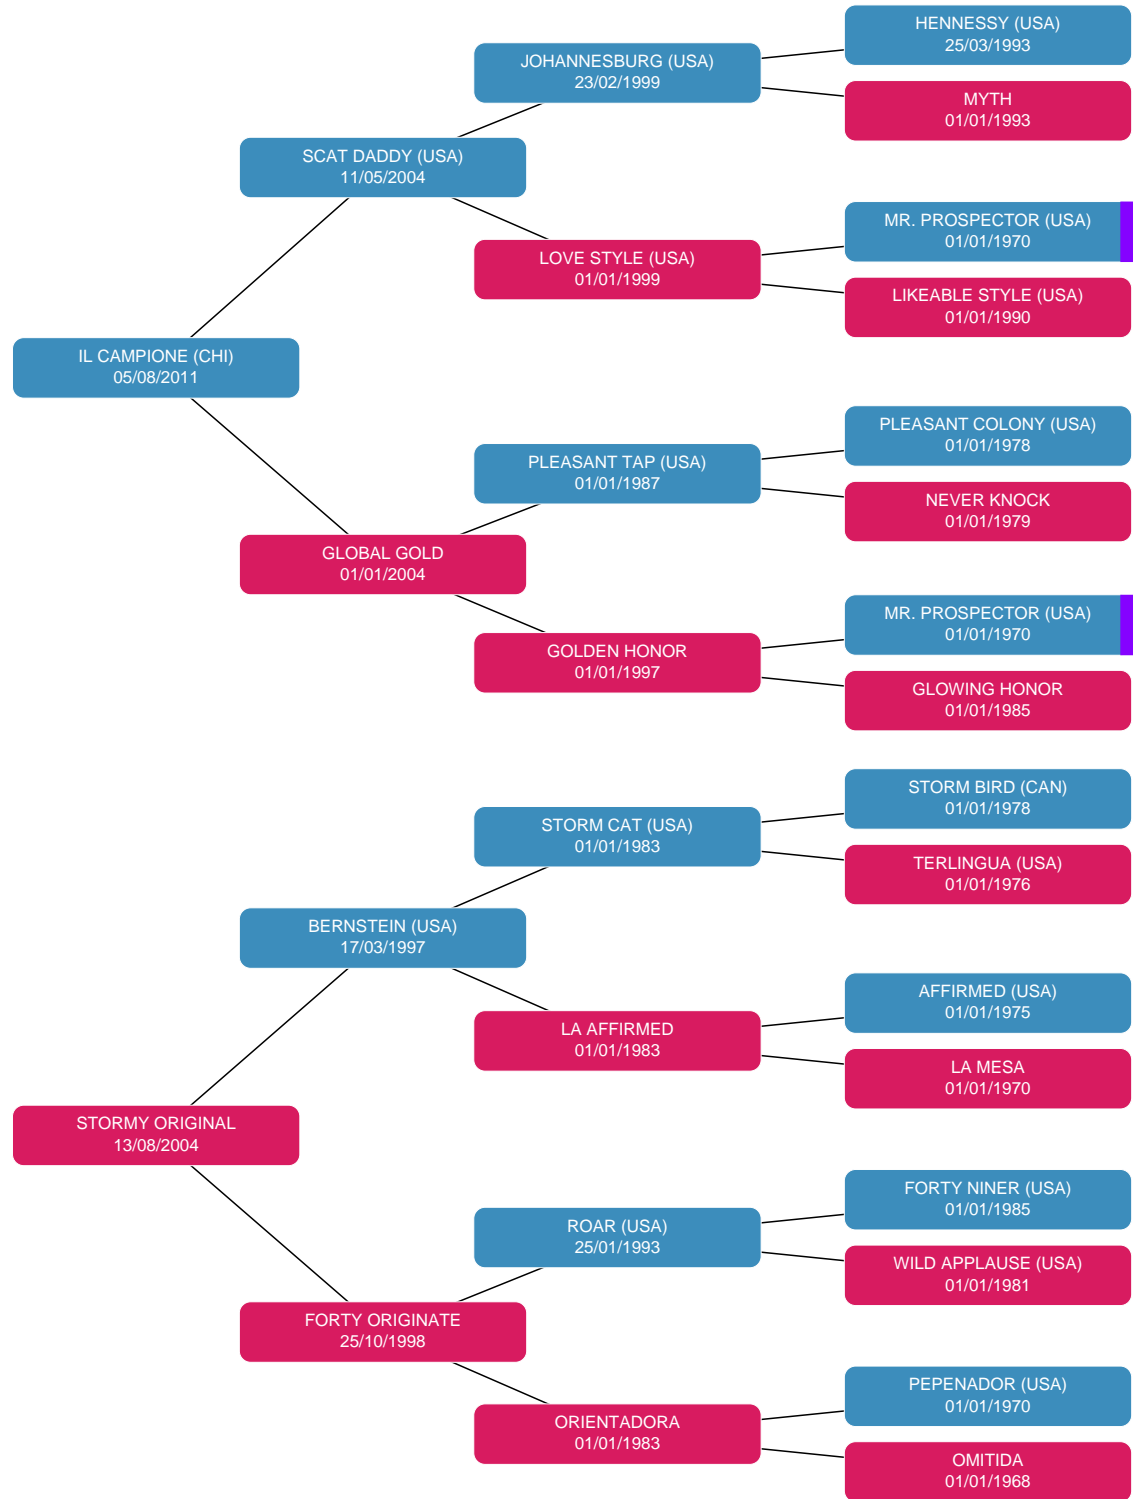 HENNESSY (USA)
25/03/1993
JOHANNESBURG (USA)
23/02/1999
MYTH
01/01/1993
SCAT DADDY (USA)
11/05/2004
MR. PROSPECTOR (USA)
01/01/1970
LOVE STYLE (USA)
01/01/1999
LIKEABLE STYLE (USA)
01/01/1990
IL CAMPIONE (CHI)
05/08/2011
PLEASANT COLONY (USA)
01/01/1978
PLEASANT TAP (USA)
01/01/1987
NEVER KNOCK
01/01/1979
GLOBAL GOLD
01/01/2004
MR. PROSPECTOR (USA)
01/01/1970
GOLDEN HONOR
01/01/1997
GLOWING HONOR
01/01/1985
STORM BIRD (CAN)
01/01/1978
STORM CAT (USA)
01/01/1983
TERLINGUA (USA)
01/01/1976
BERNSTEIN (USA)
17/03/1997
AFFIRMED (USA)
01/01/1975
LA AFFIRMED
01/01/1983
LA MESA
01/01/1970
STORMY ORIGINAL
13/08/2004
FORTY NINER (USA)
01/01/1985
ROAR (USA)
25/01/1993
WILD APPLAUSE (USA)
01/01/1981
FORTY ORIGINATE
25/10/1998
PEPENADOR (USA)
01/01/1970
ORIENTADORA
01/01/1983
OMITIDA
01/01/1968